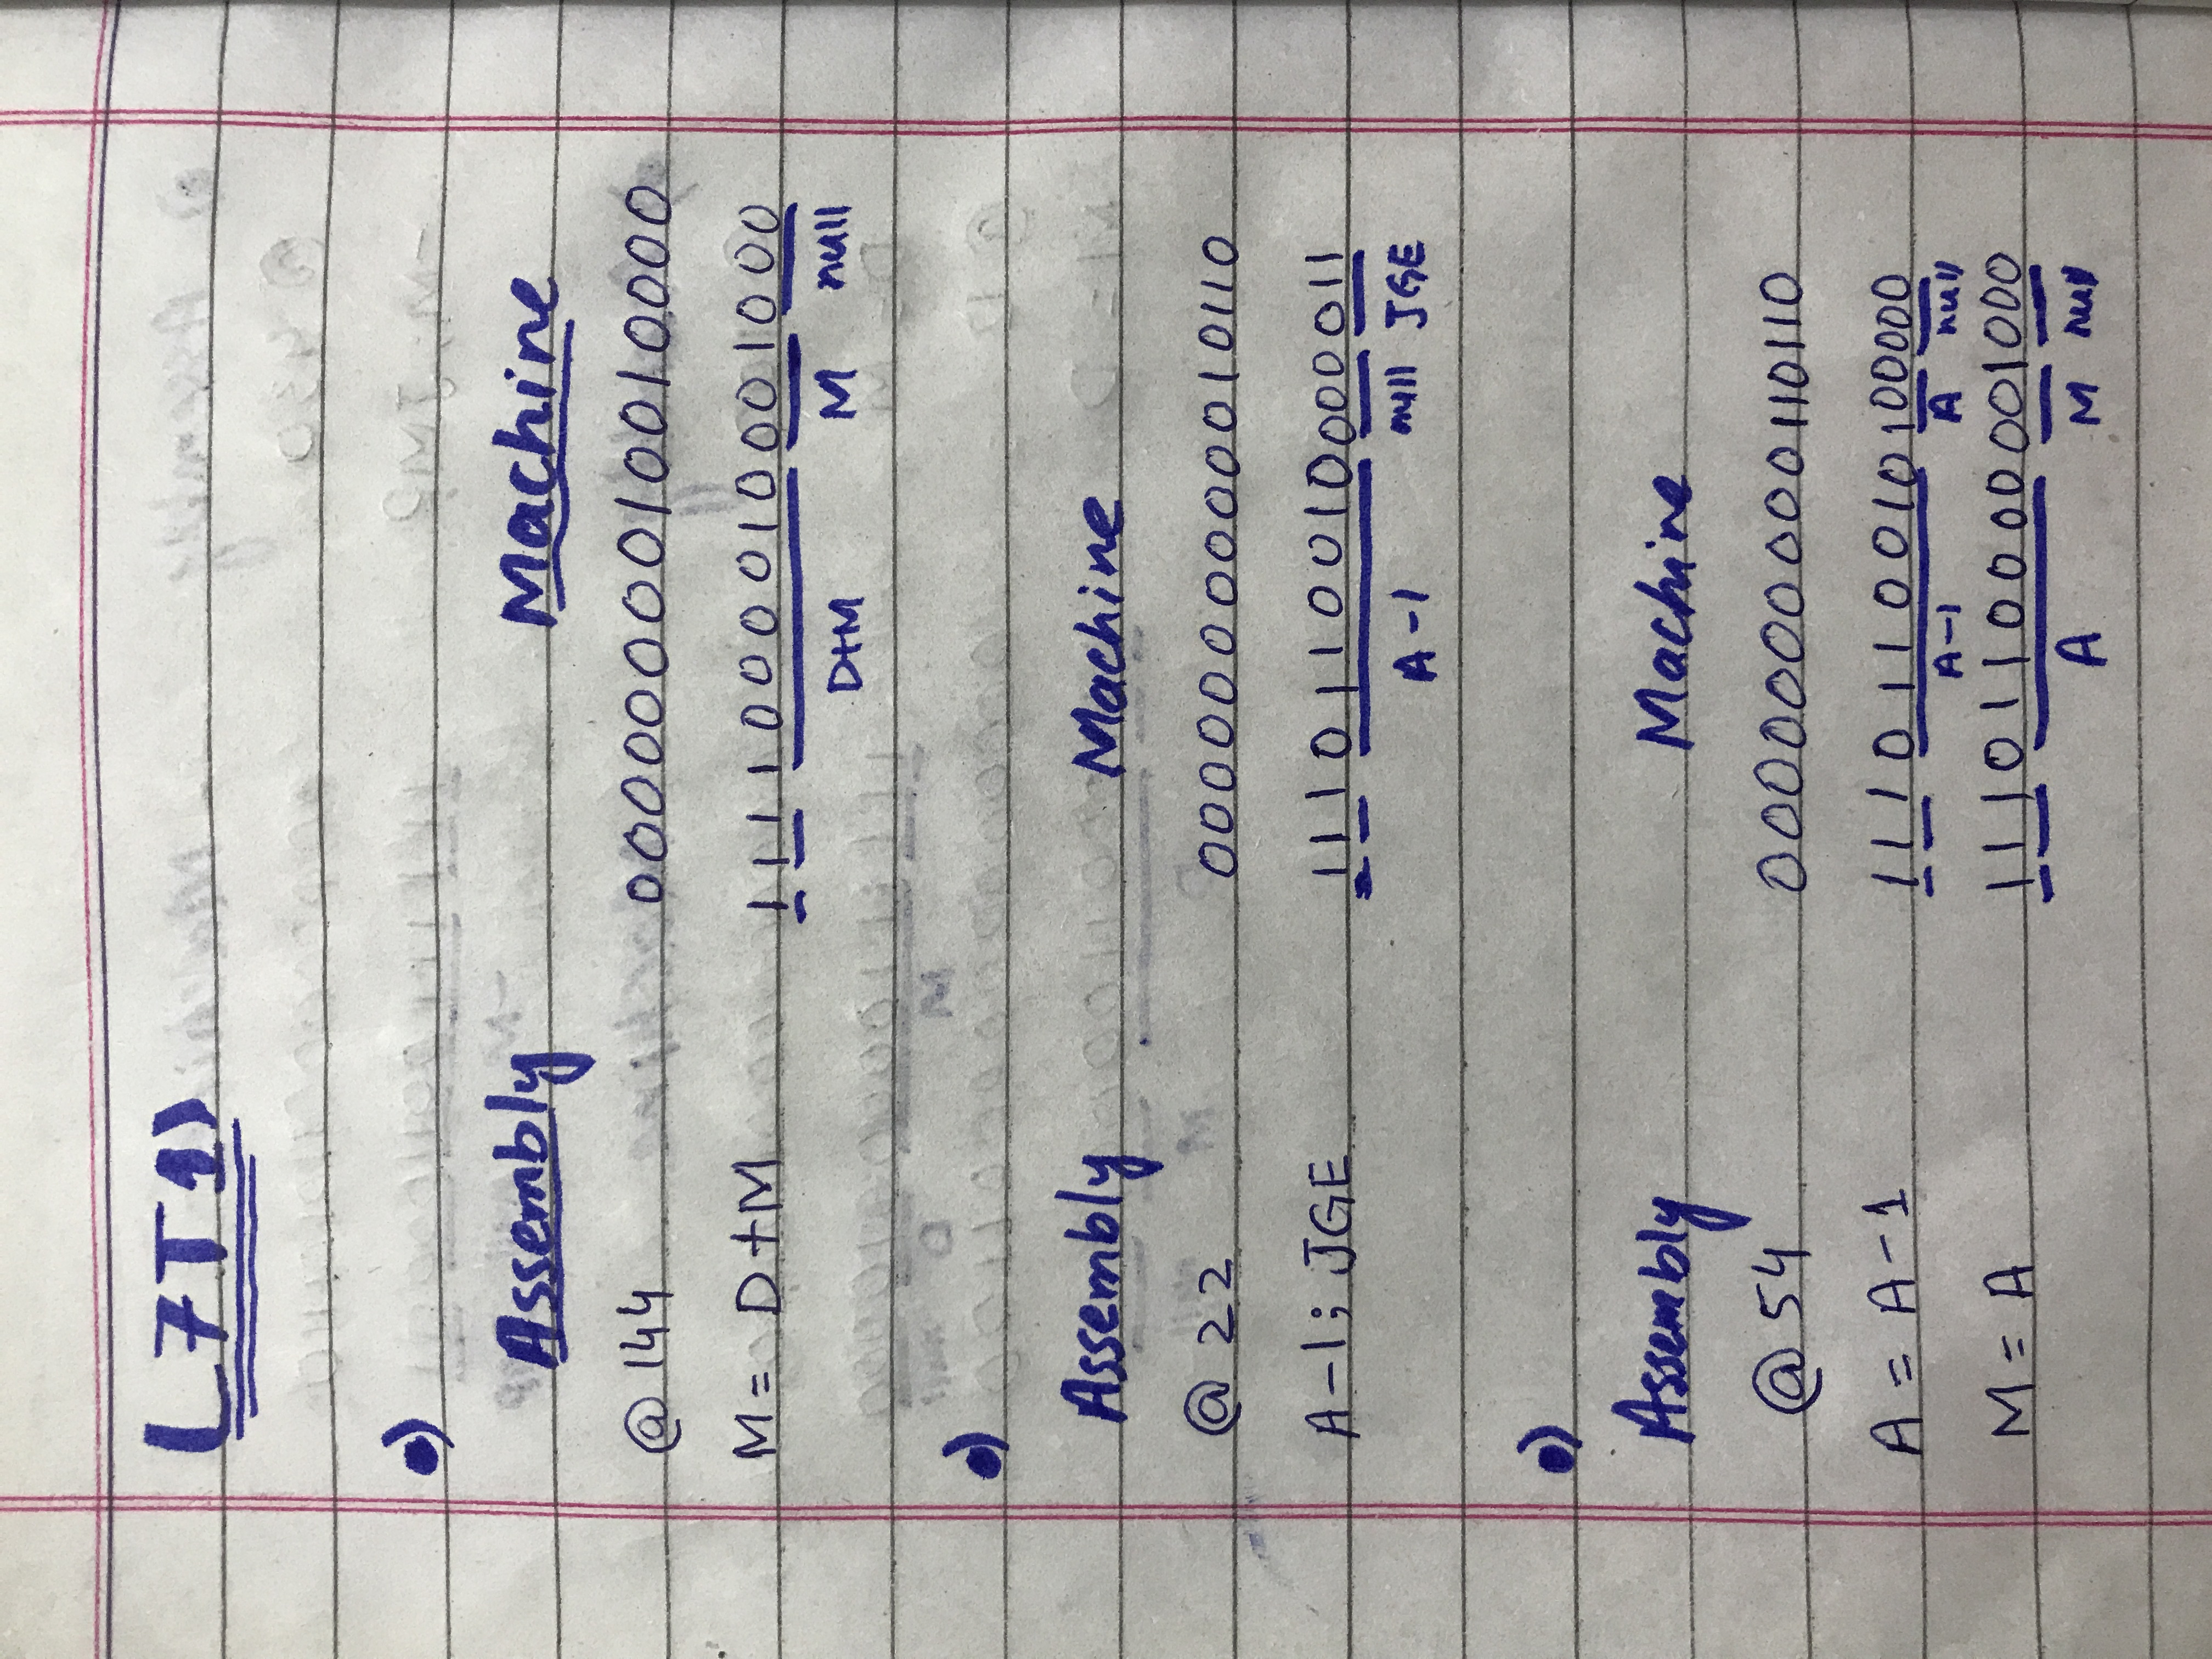 L7T1)
•)
Assembly Machine
@ 144 0000000010010000
M = D+M 1111000010001000
D+M M null
•)
Assembly Machine
@ 22 0000000000010110
A-1; JGE 1110110010000011
A-1 null JGE
•)
Assembly Machine
@ 54 0000000000110110
A = A-1 1110110010100000
A-1 A null
M = A 1110110000001000
A M null